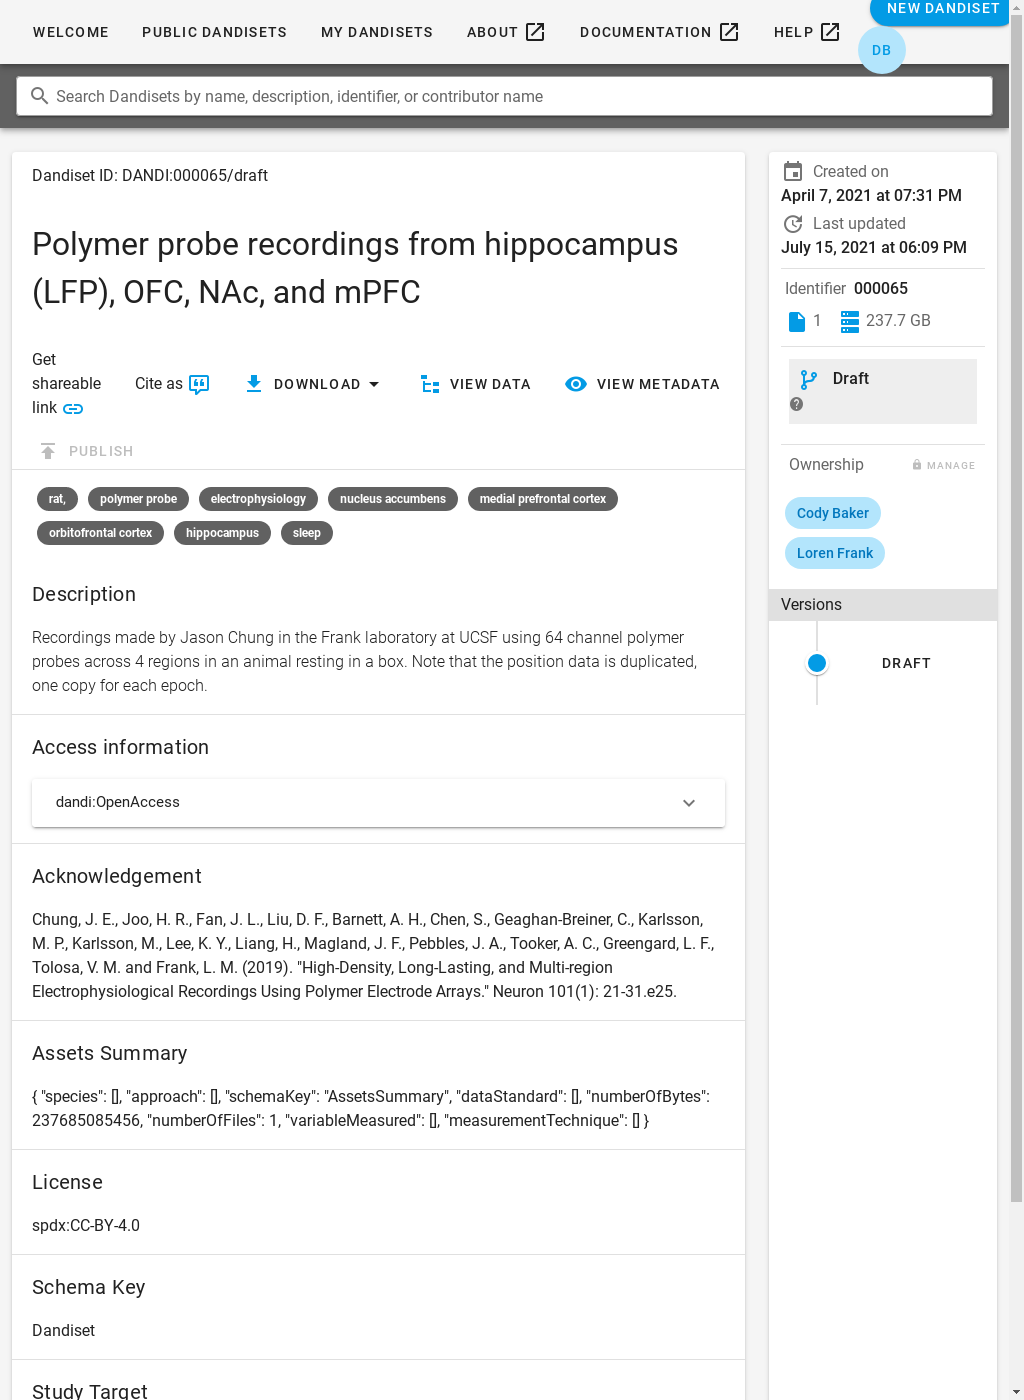 WELCOME
PUBLIC DANDISETS
MY DANDISETS
ABOUT
DOCUMENTATION
HELP
NEW DANDISET
DB
Search Dandisets by name, description, identifier, or contributor name
Dandiset ID: DANDI:000065/draft
Polymer probe recordings from hippocampus
(LFP), OFC, NAc, and mPFC
Get
shareable
link
Cite as
DOWNLOAD
VIEW DATA
VIEW METADATA
PUBLISH
rat,
polymer probe
electrophysiology
nucleus accumbens
medial prefrontal cortex
orbitofrontal cortex
hippocampus
sleep
Description
Recordings made by Jason Chung in the Frank laboratory at UCSF using 64 channel polymer
probes across 4 regions in an animal resting in a box. Note that the position data is duplicated,
one copy for each epoch.
Access information
dandi:OpenAccess
Acknowledgement
Chung, J. E., Joo, H. R., Fan, J. L., Liu, D. F., Barnett, A. H., Chen, S., Geaghan-Breiner, C., Karlsson,
M. P., Karlsson, M., Lee, K. Y., Liang, H., Magland, J. F., Pebbles, J. A., Tooker, A. C., Greengard, L. F.,
Tolosa, V. M. and Frank, L. M. (2019). "High-Density, Long-Lasting, and Multi-region
Electrophysiological Recordings Using Polymer Electrode Arrays." Neuron 101(1): 21-31.e25.
Assets Summary
{ "species": [], "approach": [], "schemaKey": "AssetsSummary", "dataStandard": [], "numberOfBytes":
237685085456, "numberOfFiles": 1, "variableMeasured": [], "measurementTechnique": [] }
License
spdx:CC-BY-4.0
Schema Key
Dandiset
Study Target
Created on
April 7, 2021 at 07:31 PM
Last updated
July 15, 2021 at 06:09 PM
Identifier 000065
1
237.7 GB
Draft
Ownership
MANAGE
Cody Baker
Loren Frank
Versions
DRAFT